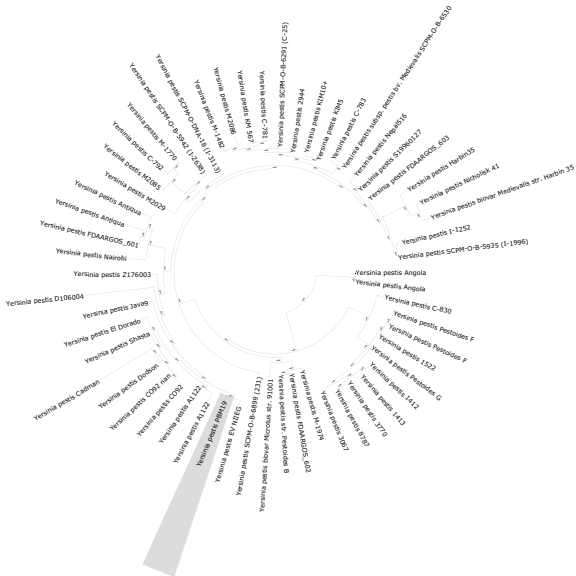 Yersinia pestis SCPM-O-B-6291 (C-25)
Yersinia pestis 2944
Yersinia pestis KIM10+
Yersinia pestis KIM5
Yersinia pestis C-783
Yersinia pestis subsp. pestis bv. Medievalis SCPM-O-B-6530
Yersinia pestis Nepal516
Yersinia pestis S19960127
Yersinia pestis FDAARGOS_603
Yersinia pestis Harbin35
Yersinia pestis Nicholisk 41
Yersinia pestis biovar Medievalis str. Harbin 35
Yersinia pestis I-1252
Yersinia pestis SCPM-O-B-5935 (I-1996)
Yersinia pestis Angola
Yersinia pestis Angola
Yersinia pestis C-830
Yersinia pestis Pestoides F
Yersinia pestis Pestoides F
Yersinia pestis 1522
Yersinia pestis Pestoides G
Yersinia pestis 1412
Yersinia pestis 1413
Yersinia pestis 3770
Yersinia pestis 8787
Yersinia pestis 3067
Yersinia pestis M-1974
Yersinia pestis FDAARGOS_602
Yersinia pestis str. Pestoides B
Yersinia pestis biovar Microtus str. 91001
Yersinia pestis SCPM-O-B-6899 (231)
Yersinia pestis EV NIIEG
Yersinia pestis PBM19
Yersinia pestis A1122
Yersinia pestis A1122
Yersinia pestis CO92
Yersinia pestis CO92 nan
Yersinia pestis Dodson
Yersinia pestis Cadman
Yersinia pestis Shasta
Yersinia pestis El Dorado
Yersinia pestis Java9
Yersinia pestis D106004
Yersinia pestis Z176003
Yersinia pestis Nairobi
Yersinia pestis FDAARGOS_601
Yersinia pestis Antiqua
Yersinia pestis Antiqua
Yersinia pestis M2029
Yersinia pestis M2085
Yersinia pestis C-792
Yersinia pestis M-1770
Yersinia pestis SCPM-O-B-5942 (I-2638)
Yersinia pestis SCPM-O-DNA-18 (I-3113)
Yersinia pestis M-1482
Yersinia pestis M2086
Yersinia pestis KM 567
Yersinia pestis C-781